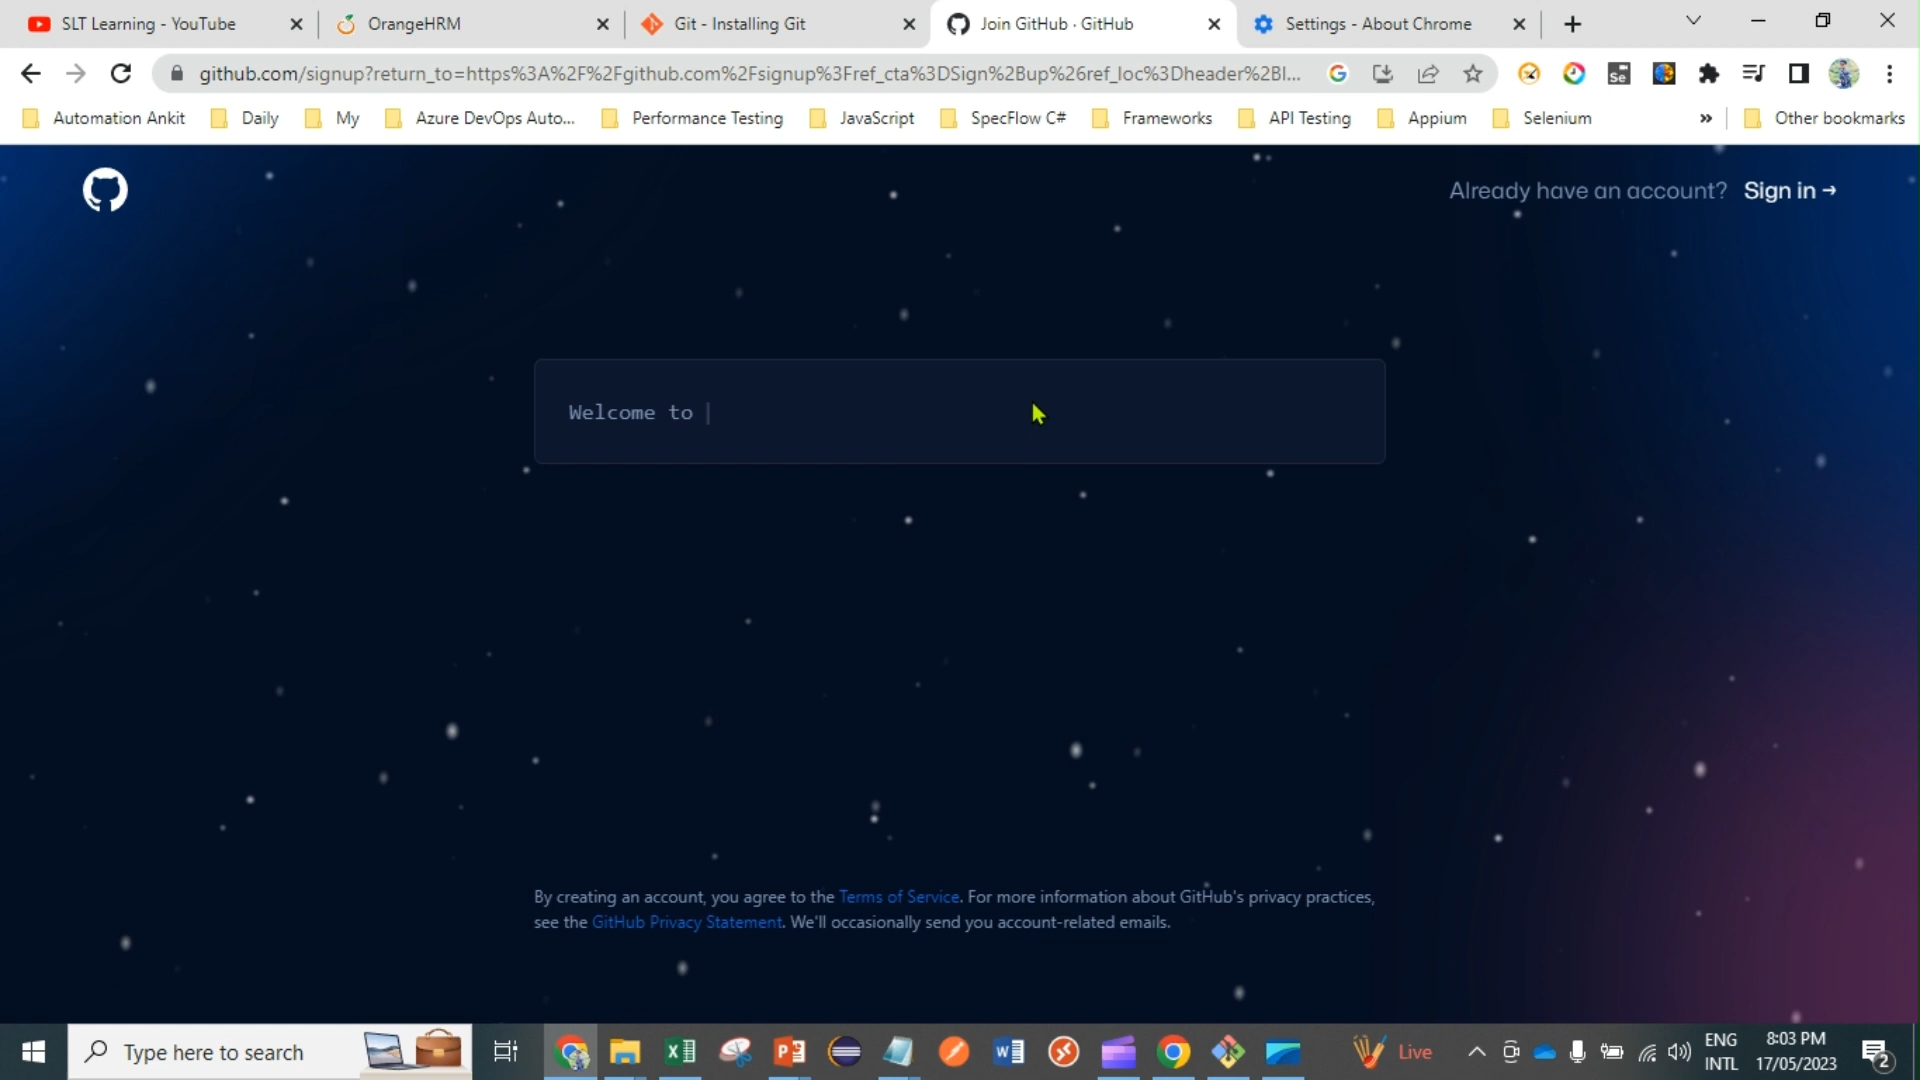 SLT Learning - YouTube
OrangeHRM
Git - Installing Git
Join GitHub · GitHub
Settings - About Chrome
github.com/signup?return_to=https%3A%2F%2Fgithub.com%2Fsignup%3Fref_cta%3DSign%2Bup%26ref_loc%3Dheader%2Bl...
Automation Ankit
Daily
My
Azure DevOps Auto...
Performance Testing
JavaScript
SpecFlow C#
Frameworks
API Testing
Appium
Selenium
»
Other bookmarks
Already have an account? Sign in →
Welcome to
By creating an account, you agree to the Terms of Service. For more information about GitHub's privacy practices,
see the GitHub Privacy Statement. We'll occasionally send you account-related emails.
Type here to search
Live
ENG
INTL
8:03 PM
17/05/2023
2